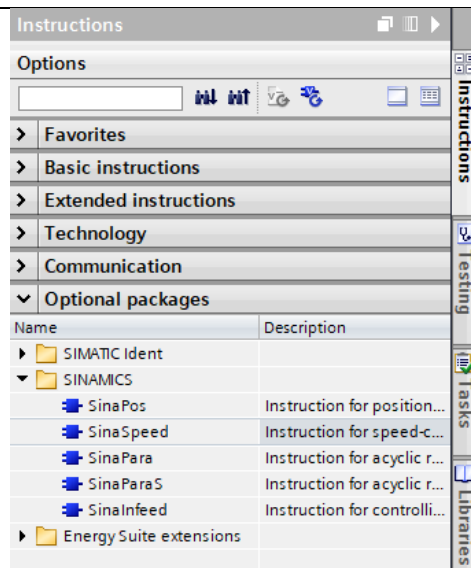 Instructions
Options
Favorites
Basic instructions
Extended instructions
Technology
Communication
Optional packages
Name Description
SIMATIC Ident
SINAMICS
SinaPos Instruction for position...
SinaSpeed Instruction for speed-c...
SinaPara Instruction for acyclic r...
SinaParaS Instruction for acyclic r...
SinaInfeed Instruction for controlli...
Energy Suite extensions
Instructions
Testing
Tasks
Libraries